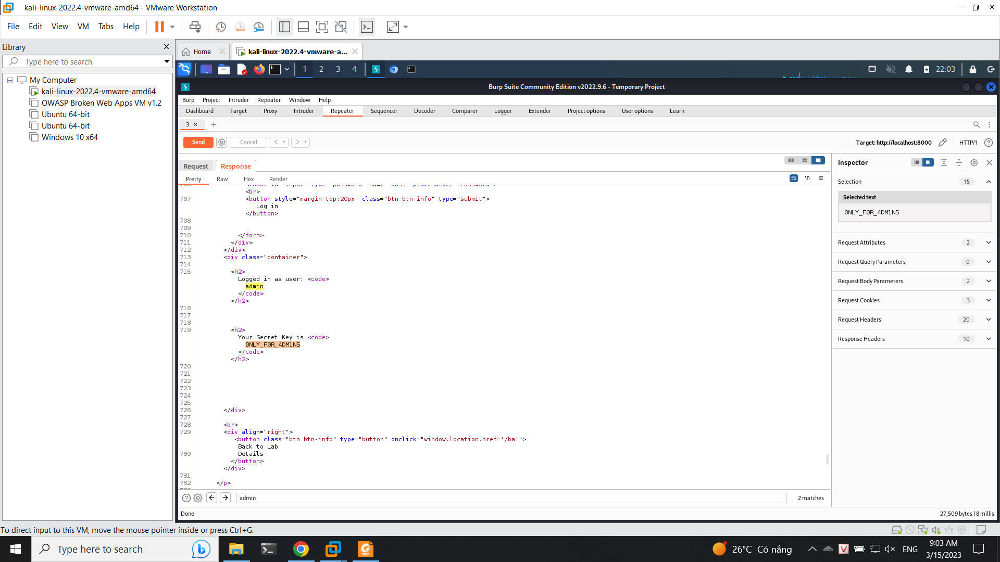 kali-linux-2022.4-vmware-amd64 - VMware Workstation
File Edit View VM Tabs Help
Library
Type here to search
My Computer
kali-linux-2022.4-vmware-amd64
OWASP Broken Web Apps VM v1.2
Ubuntu 64-bit
Ubuntu 64-bit
Windows 10 x64
Home
kali-linux-2022.4-vmware-a...
1 2 3 4
22:03
Burp Suite Community Edition v2022.9.6 - Temporary Project
Burp Project Intruder Repeater Window Help
Dashboard Target Proxy Intruder Repeater Sequencer Decoder Comparer Logger Extender Project options User options Learn
3 × +
Send Cancel < >
Target: http://localhost:8000 HTTP/1
Request Response
Pretty Raw Hex Render
\n
<br>
707 <button style="margin-top:20px" class="btn btn-info" type="submit">
Log in
</button>
708
709
710 </form>
711 </div>
712 </div>
713 <div class="container">
714
715 <h2>
Logged in as user: <code>
admin
</code>
</h2>
716
717
718
719 <h2>
Your Secret Key is <code>
0NLY_F0R_4DM1N5
</code>
</h2>
720
721
722
723
724
725
726 </div>
727
728 <br>
729 <div align="right">
<button class="btn btn-info" type="button" onclick="window.location.href='/ba'">
Back to Lab
730 Details
</button>
</div>
731
732 </p>
admin
2 matches
Done
27,509 bytes | 8 millis
Inspector
Selection 15
Selected text
0NLY_F0R_4DM1N5
Request Attributes 2
Request Query Parameters 0
Request Body Parameters 2
Request Cookies 3
Request Headers 20
Response Headers 10
To direct input to this VM, move the mouse pointer inside or press Ctrl+G.
Type here to search
26°C Có nắng
ENG
9:03 AM
3/15/2023